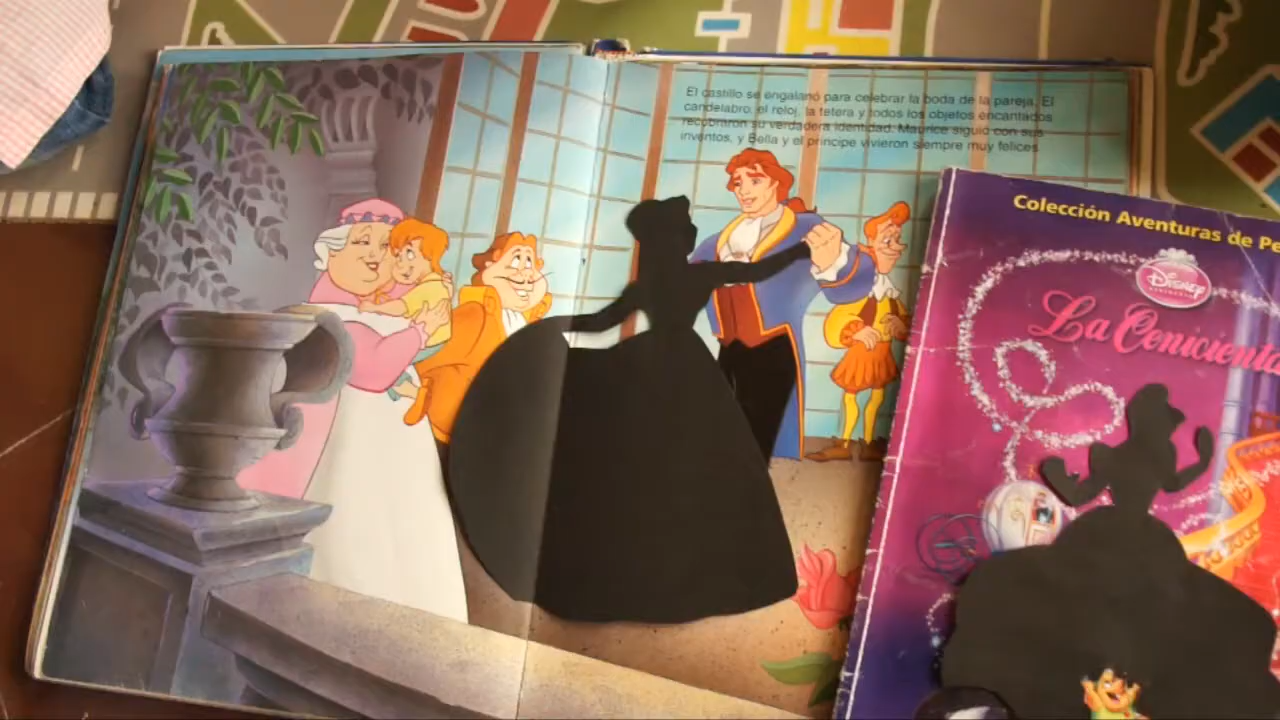 El castillo se engalanó para celebrar la boda de la pareja. El
candelabro, el reloj, la tetera y todos los objetos encantados
recobraron su verdadera identidad. Maurice siguió con sus
inventos, y Bella y el príncipe vivieron siempre muy felices.
Colección Aventuras de Pe
Disney
La Cenicienta